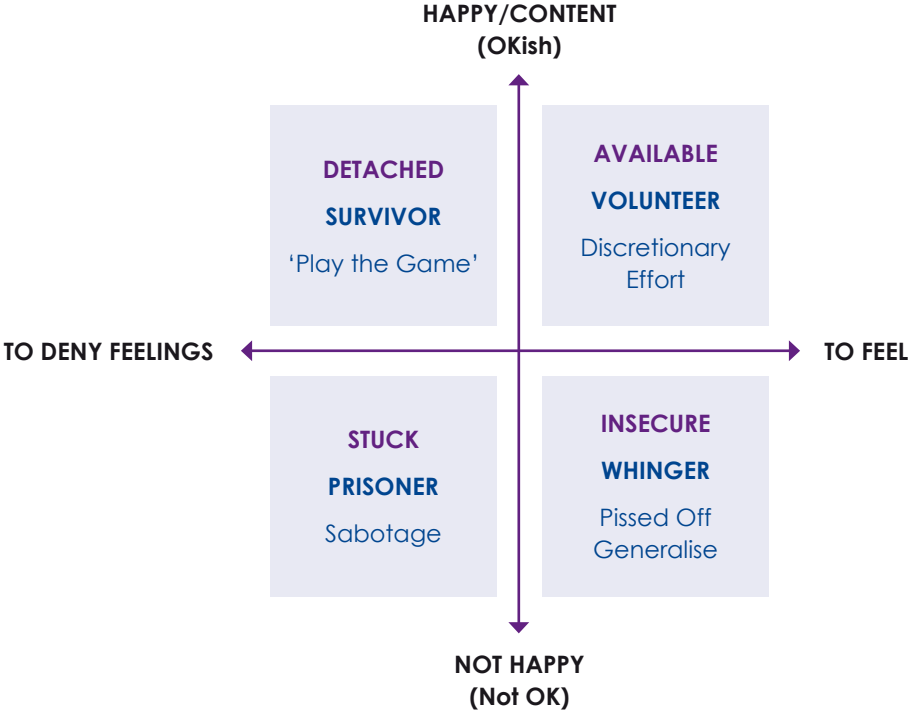 HAPPY/CONTENT
(OKish)
DETACHED
SURVIVOR
‘Play the Game’
AVAILABLE
VOLUNTEER
Discretionary
Effort
TO DENY FEELINGS
TO FEEL
STUCK
PRISONER
Sabotage
INSECURE
WHINGER
Pissed Off
Generalise
NOT HAPPY
(Not OK)